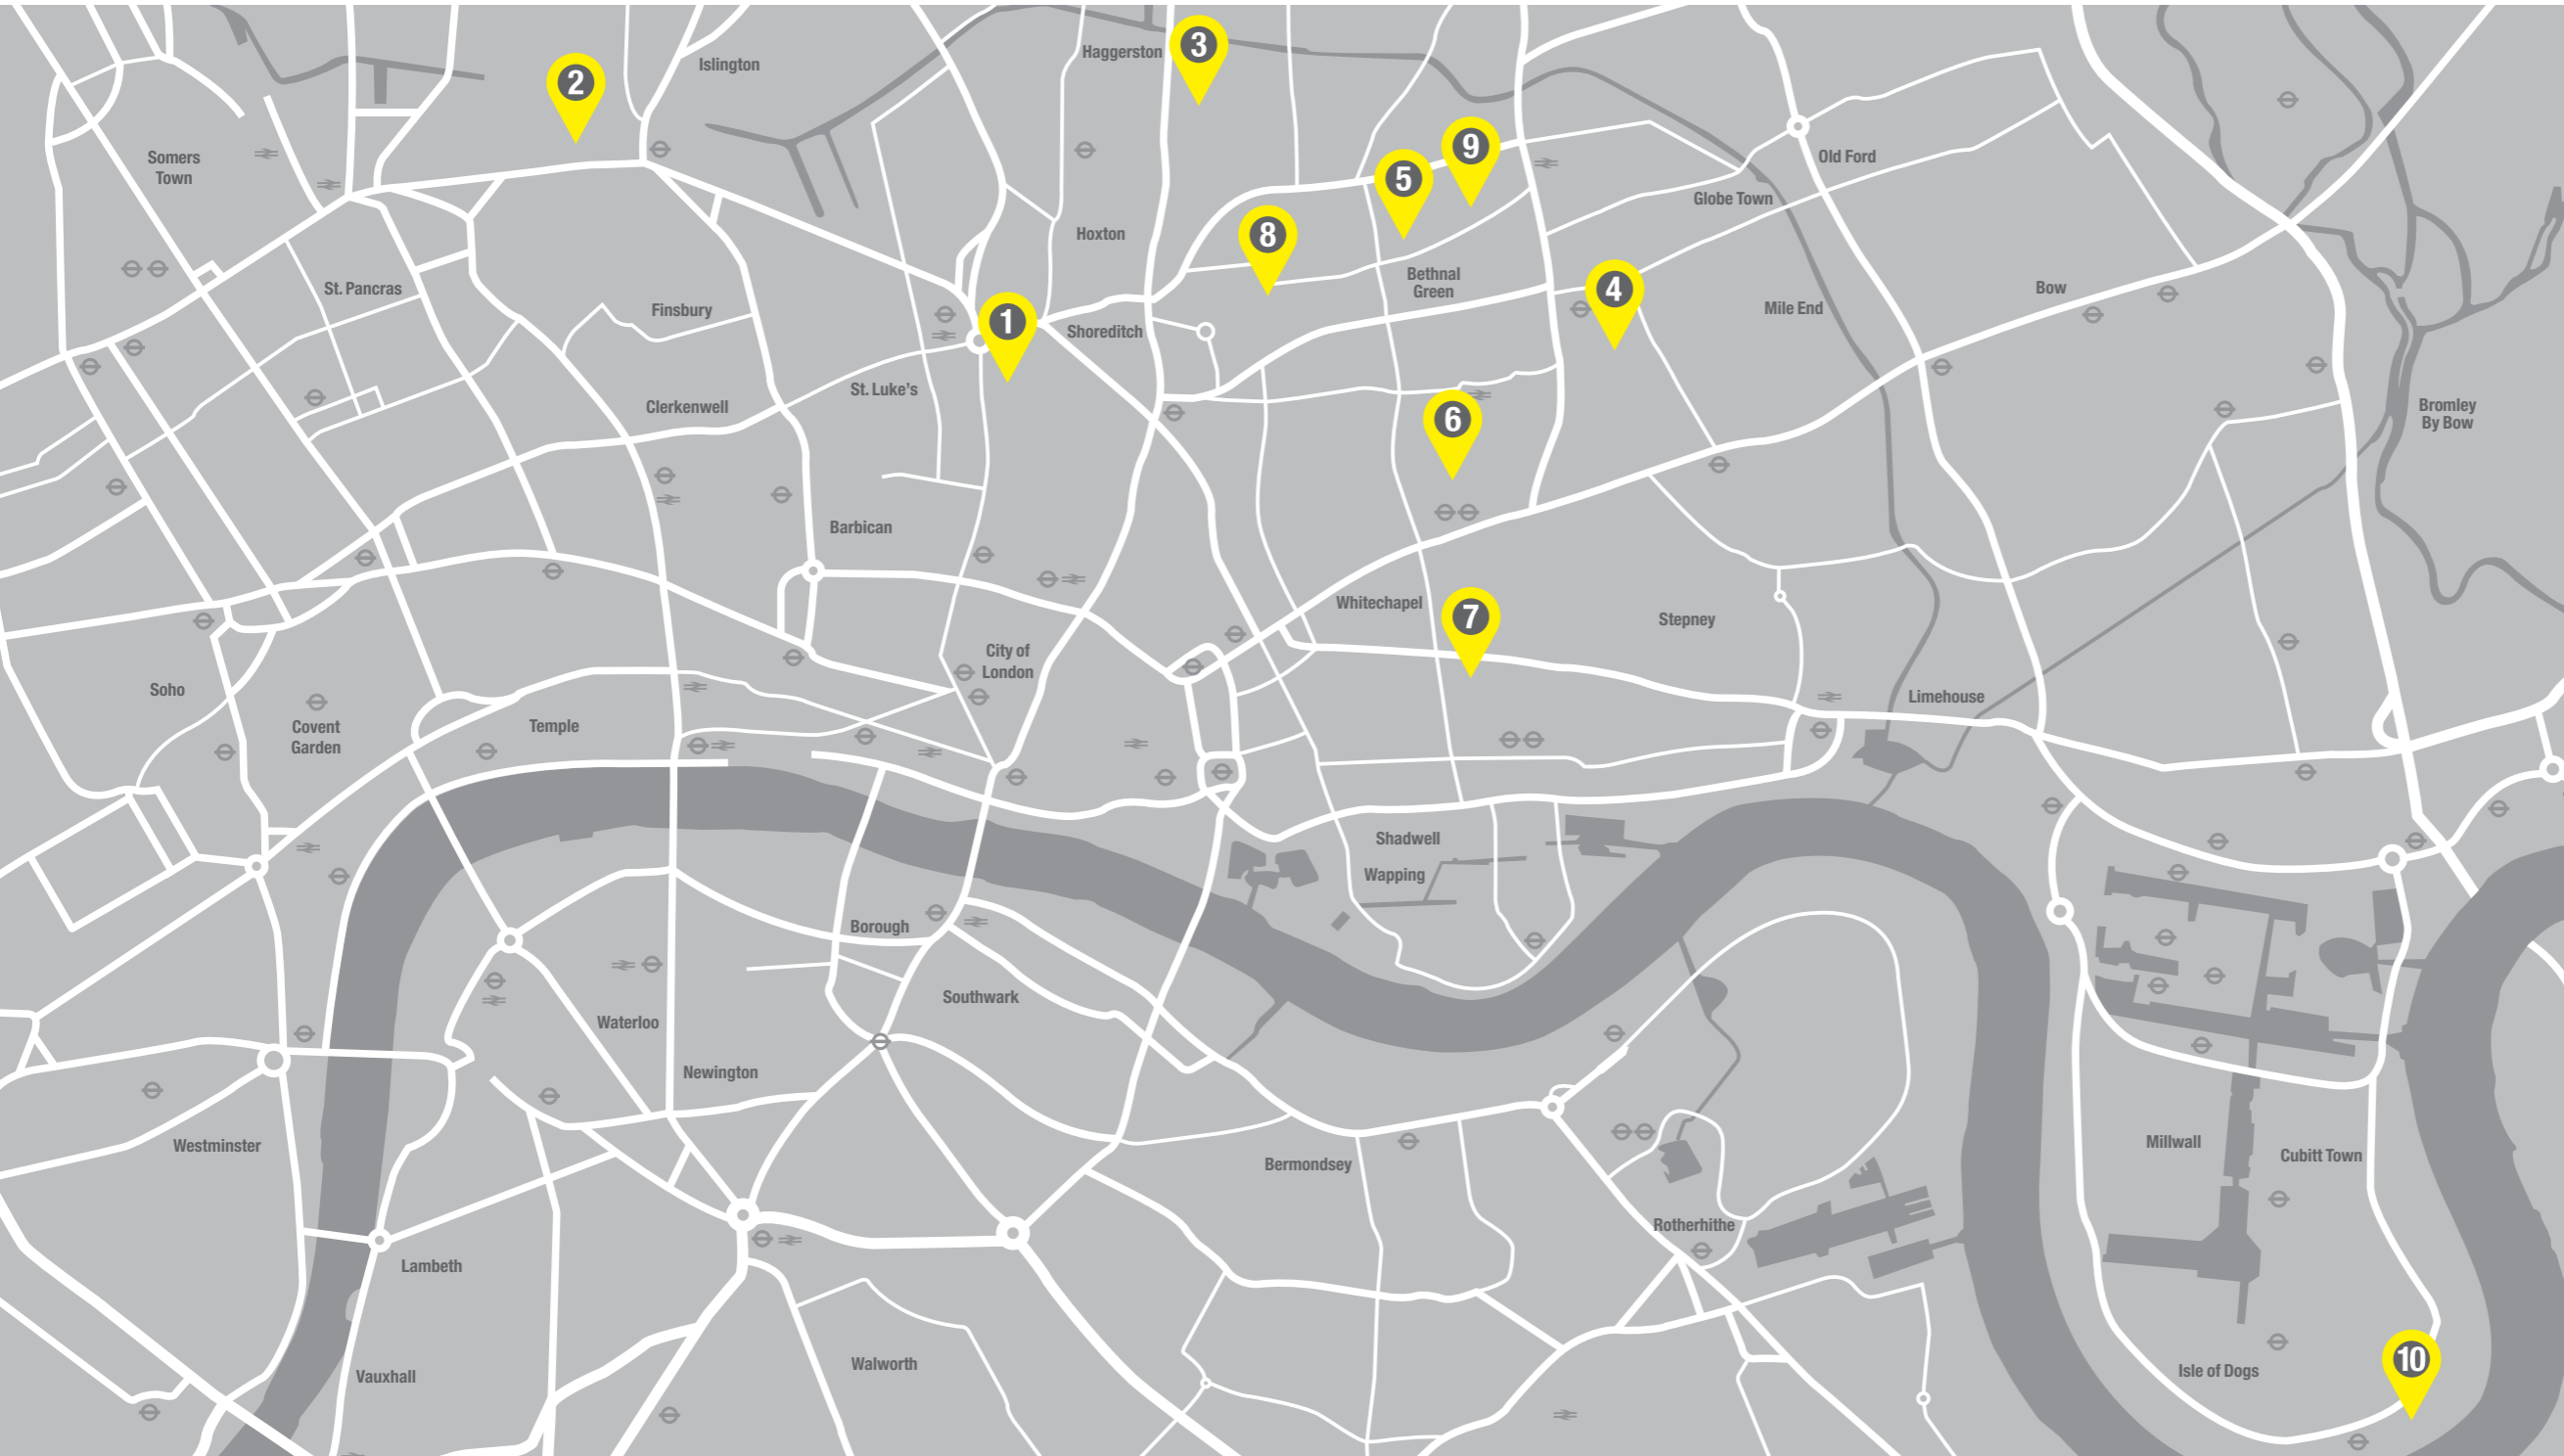 3
Haggerston
Islington
2
9
Somers
Town
Old Ford
5
Globe Town
8
Hoxton
St. Pancras
Bethnal
Green
4
Bow
Finsbury
Mile End
1
Shoreditch
St. Luke's
Clerkenwell
Bromley
By Bow
6
Barbican
Whitechapel
7
Stepney
City of
London
Soho
Limehouse
Covent
Garden
Temple
Shadwell
Wapping
Borough
Southwark
Waterloo
Newington
Westminster
Millwall
Cubitt Town
Bermondsey
Rotherhithe
Lambeth
Walworth
10
Isle of Dogs
Vauxhall